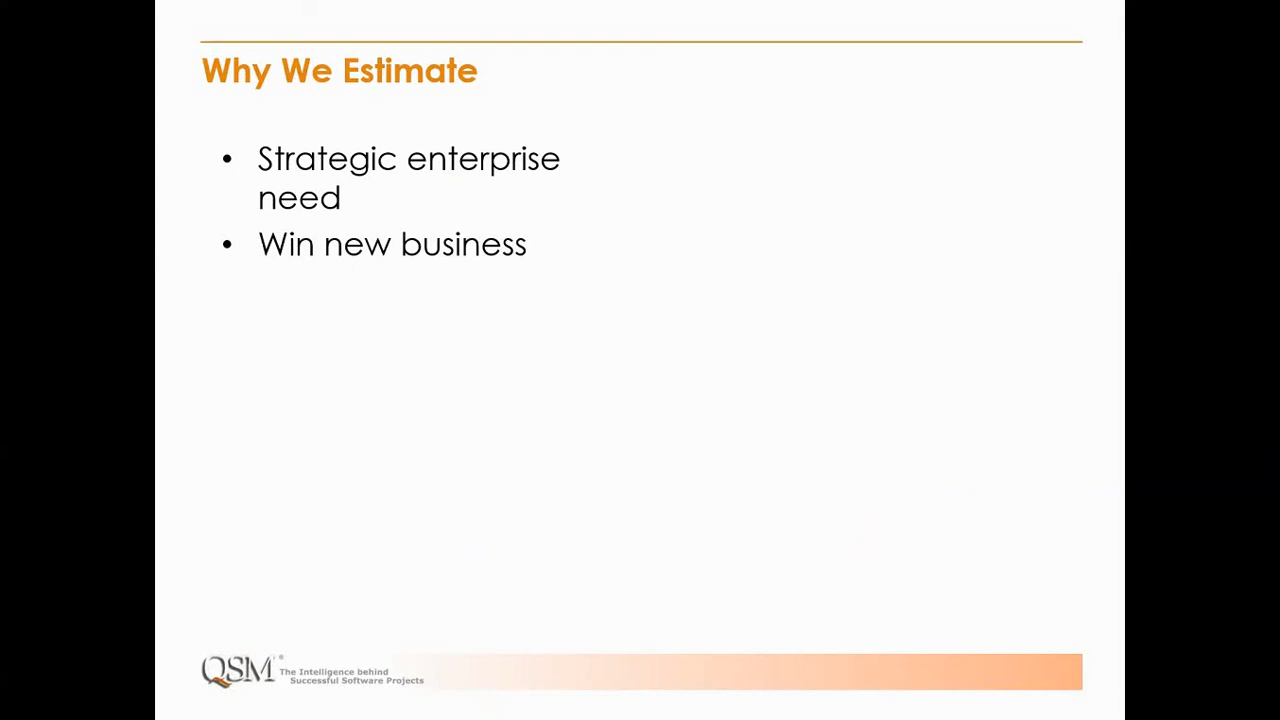 Why We Estimate
• Strategic enterprise
need
• Win new business
QSM®
The Intelligence behind
Successful Software Projects